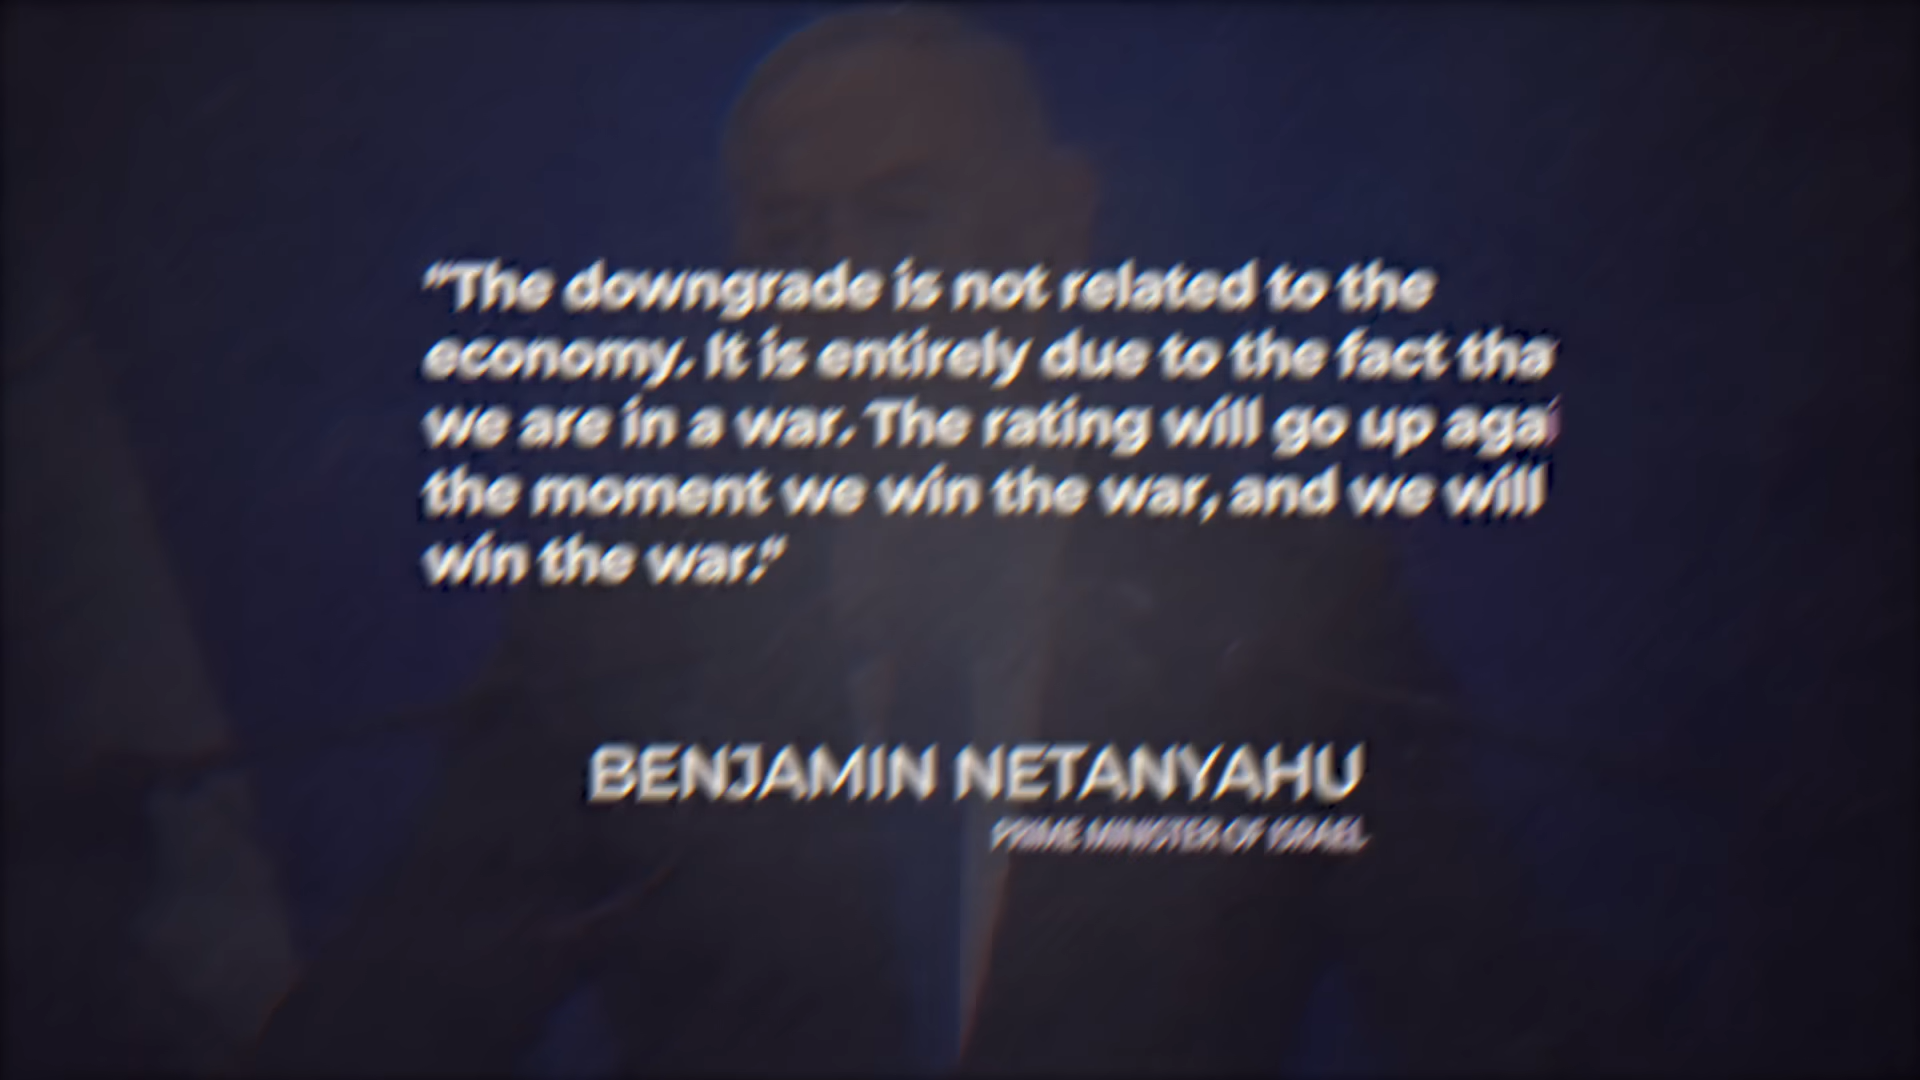 “The downgrade is not related to the
economy. It is entirely due to the fact tha
we are in a war. The rating will go up aga
the moment we win the war, and we will
win the war.”
BENJAMIN NETANYAHU
PRIME MINISTER OF ISRAEL